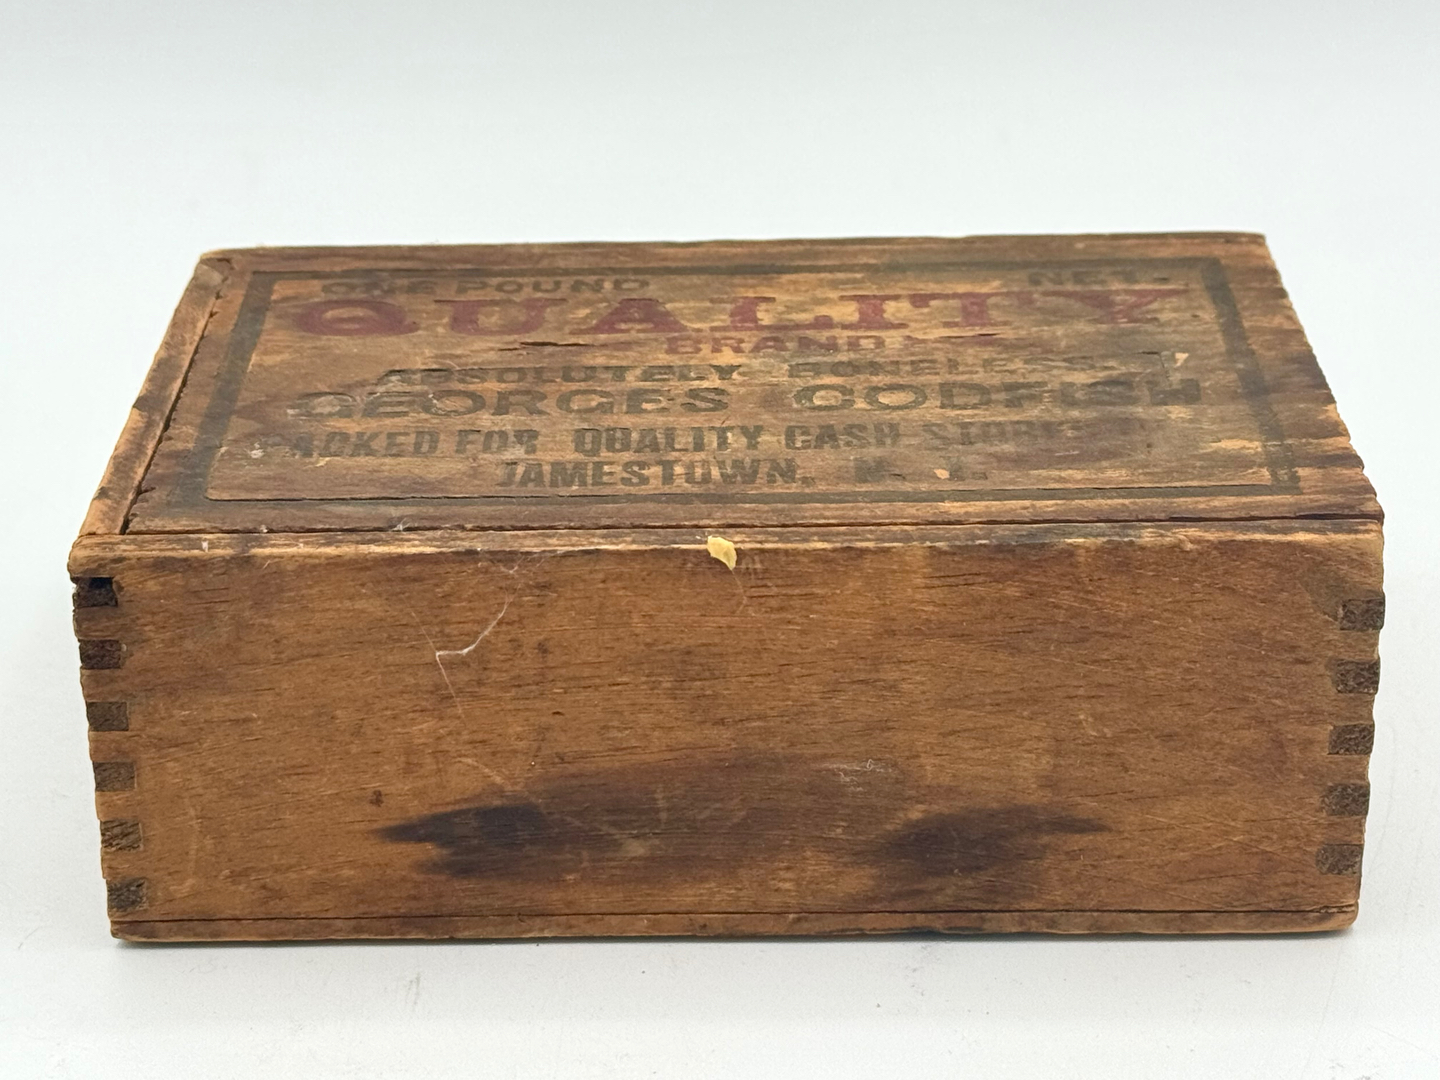 ONE POUND NET.
QUALITY
BRAND
ABSOLUTELY BONELESS
GEORGES CODFISH
PACKED FOR QUALITY CASH STORES
JAMESTOWN, N. Y.